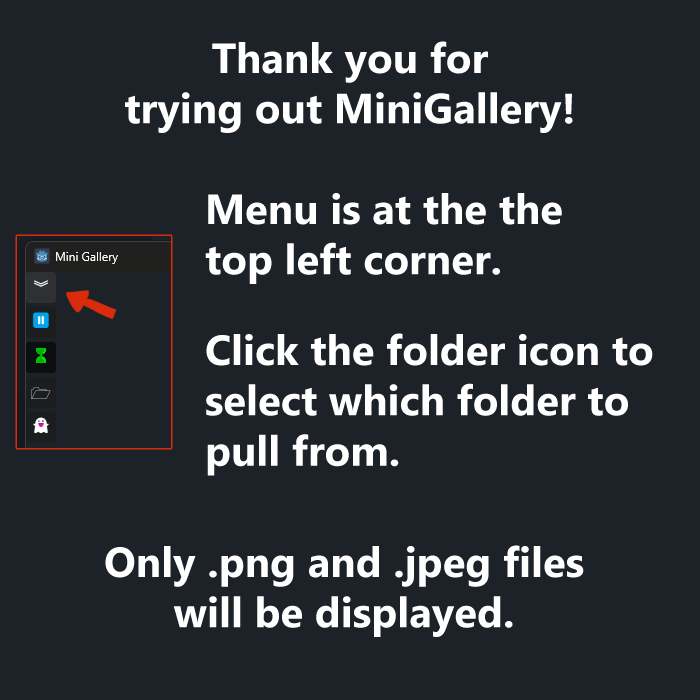 Thank you for
trying out MiniGallery!
Mini Gallery
Menu is at the the
top left corner.
Click the folder icon to
select which folder to
pull from.
Only .png and .jpeg files
will be displayed.